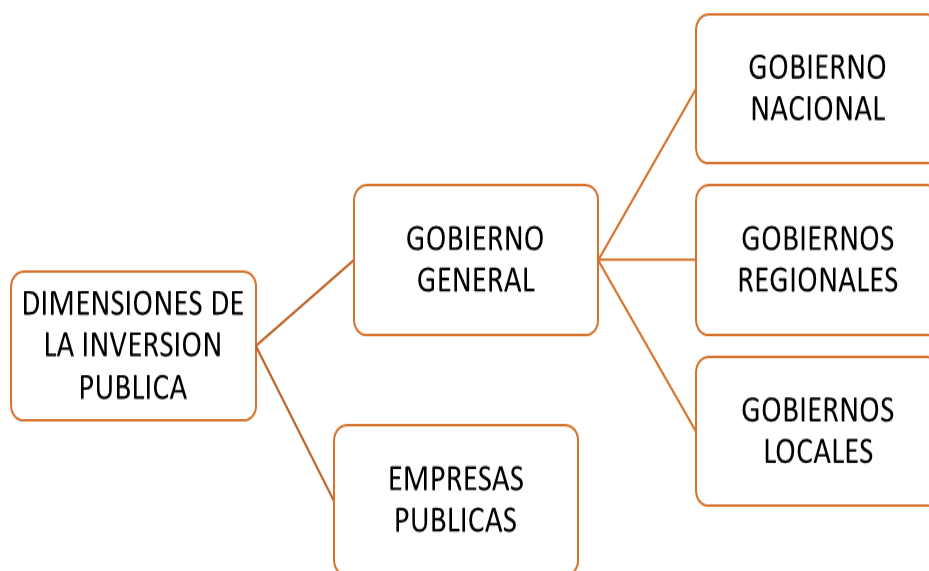 DIMENSIONES DE
LA INVERSION
PUBLICA
GOBIERNO
GENERAL
EMPRESAS
PUBLICAS
GOBIERNO
NACIONAL
GOBIERNOS
REGIONALES
GOBIERNOS
LOCALES